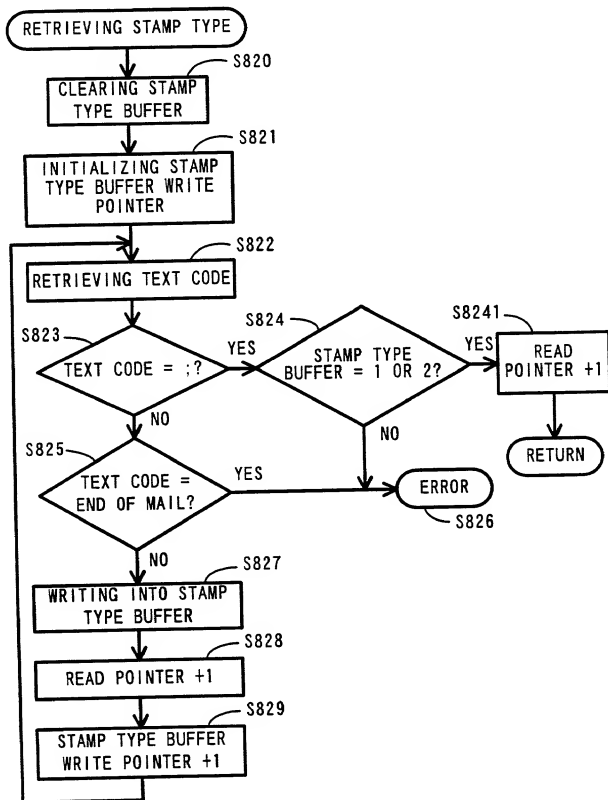 RETRIEVING STAMP TYPE
S820
CLEARING STAMP
TYPE BUFFER
S821
INITIALIZING STAMP
TYPE BUFFER WRITE
POINTER
S822
RETRIEVING TEXT CODE
S823
TEXT CODE = ;?
YES
NO
S824
STAMP TYPE
BUFFER = 1 OR 2?
YES
NO
S8241
READ
POINTER +1
RETURN
S825
TEXT CODE =
END OF MAIL?
YES
NO
ERROR
S826
S827
WRITING INTO STAMP
TYPE BUFFER
S828
READ POINTER +1
S829
STAMP TYPE BUFFER
WRITE POINTER +1